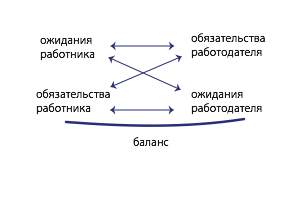 ожидания
работника
обязательства
работодателя
обязательства
работника
ожидания
работодателя
баланс